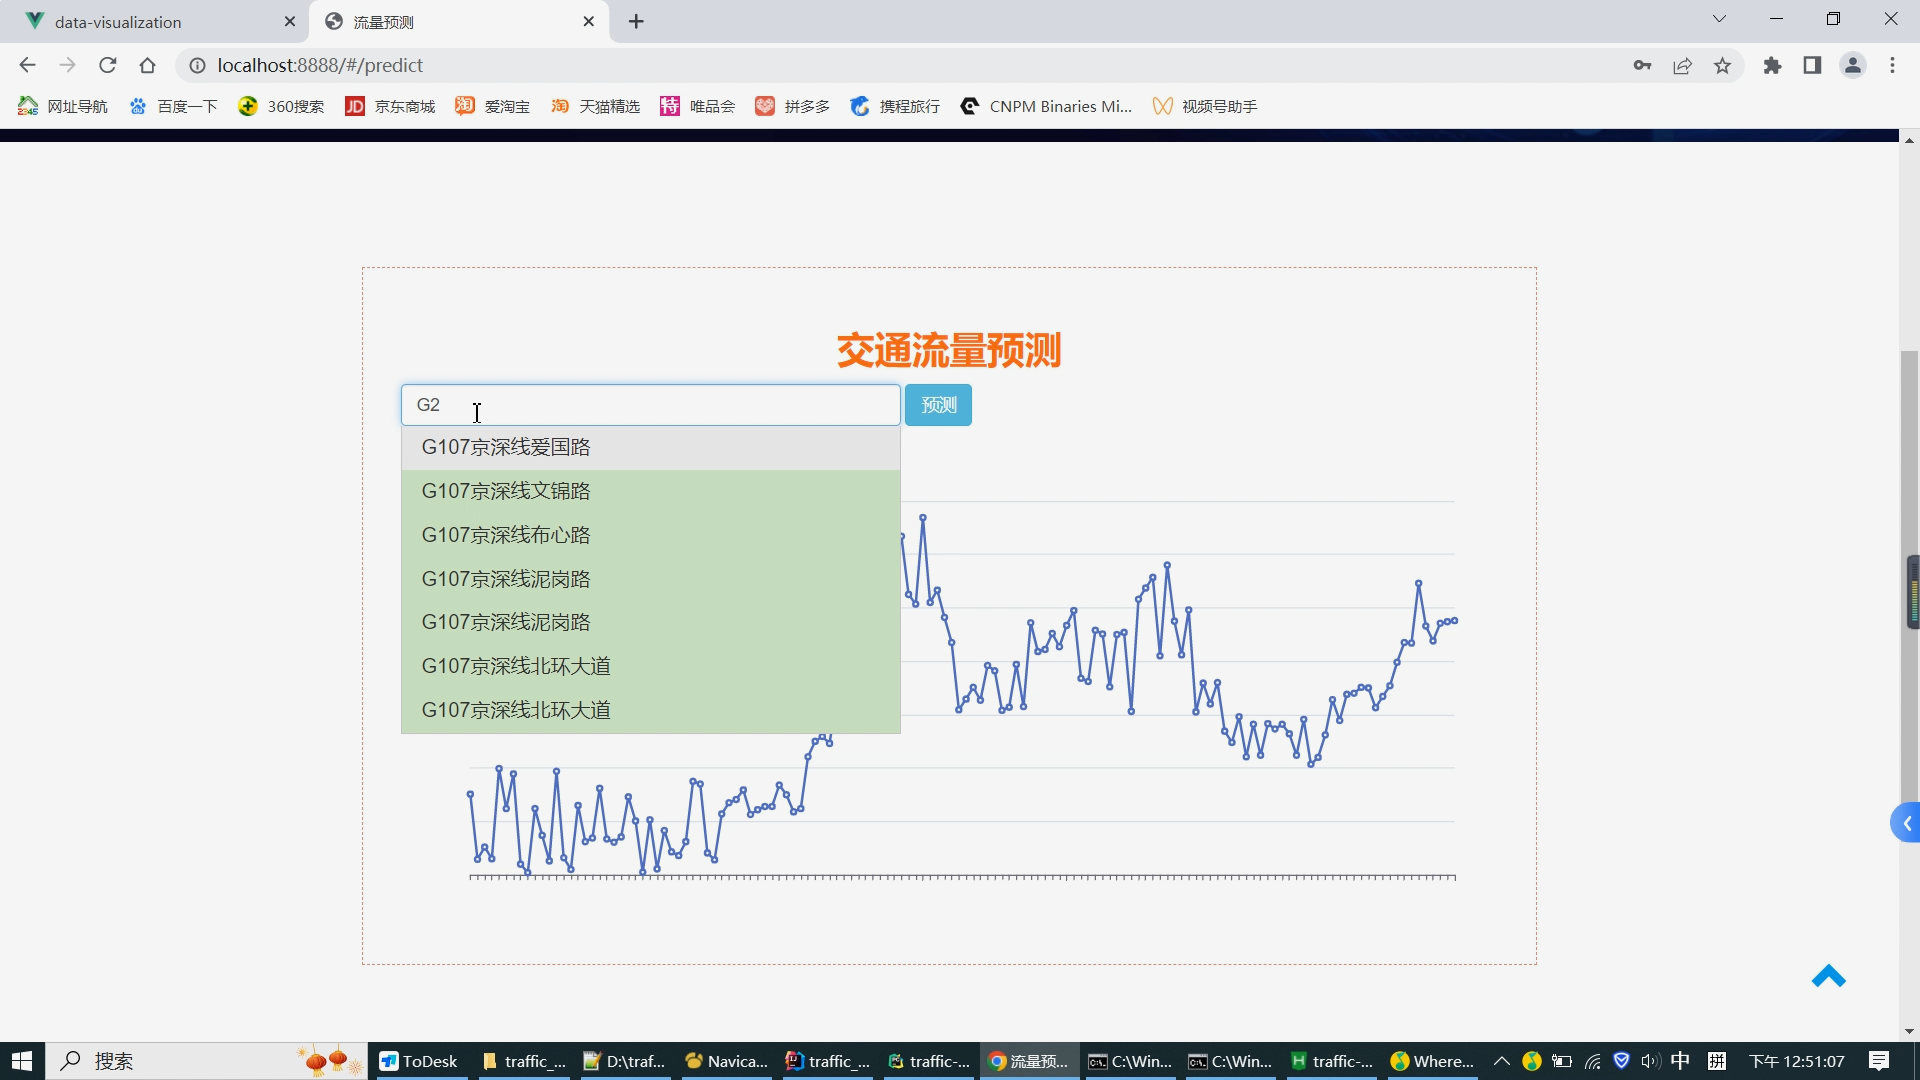 data-visualization
流量预测
localhost:8888/#/predict
网址导航
百度一下
360搜索
京东商城
爱淘宝
天猫精选
唯品会
拼多多
携程旅行
CNPM Binaries Mi...
视频号助手
交通流量预测
G2
预测
G107京深线爱国路
G107京深线文锦路
G107京深线布心路
G107京深线泥岗路
G107京深线泥岗路
G107京深线北环大道
G107京深线北环大道
搜索
ToDesk
traffic_...
D:\traf...
Navica...
traffic_...
traffic-...
流量预...
C:\Win...
C:\Win...
traffic-...
Where...
中
拼
下午 12:51:07